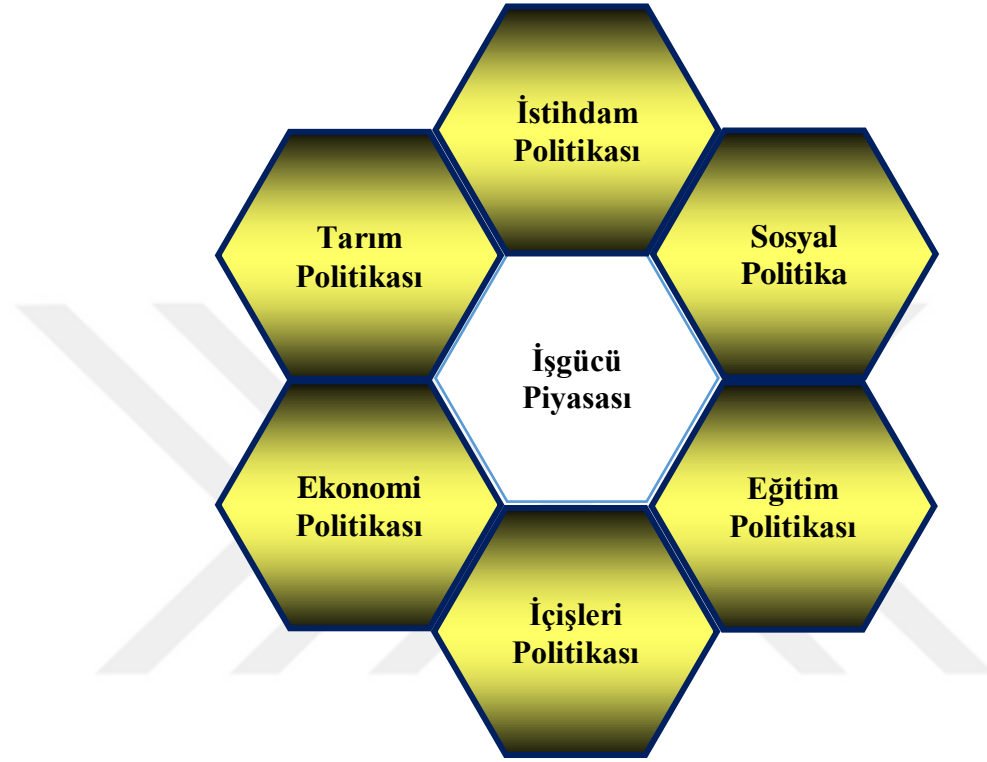 İstihdam
Politikası
Tarım
Politikası
Sosyal
Politika
İşgücü
Piyasası
Ekonomi
Politikası
Eğitim
Politikası
İçişleri
Politikası